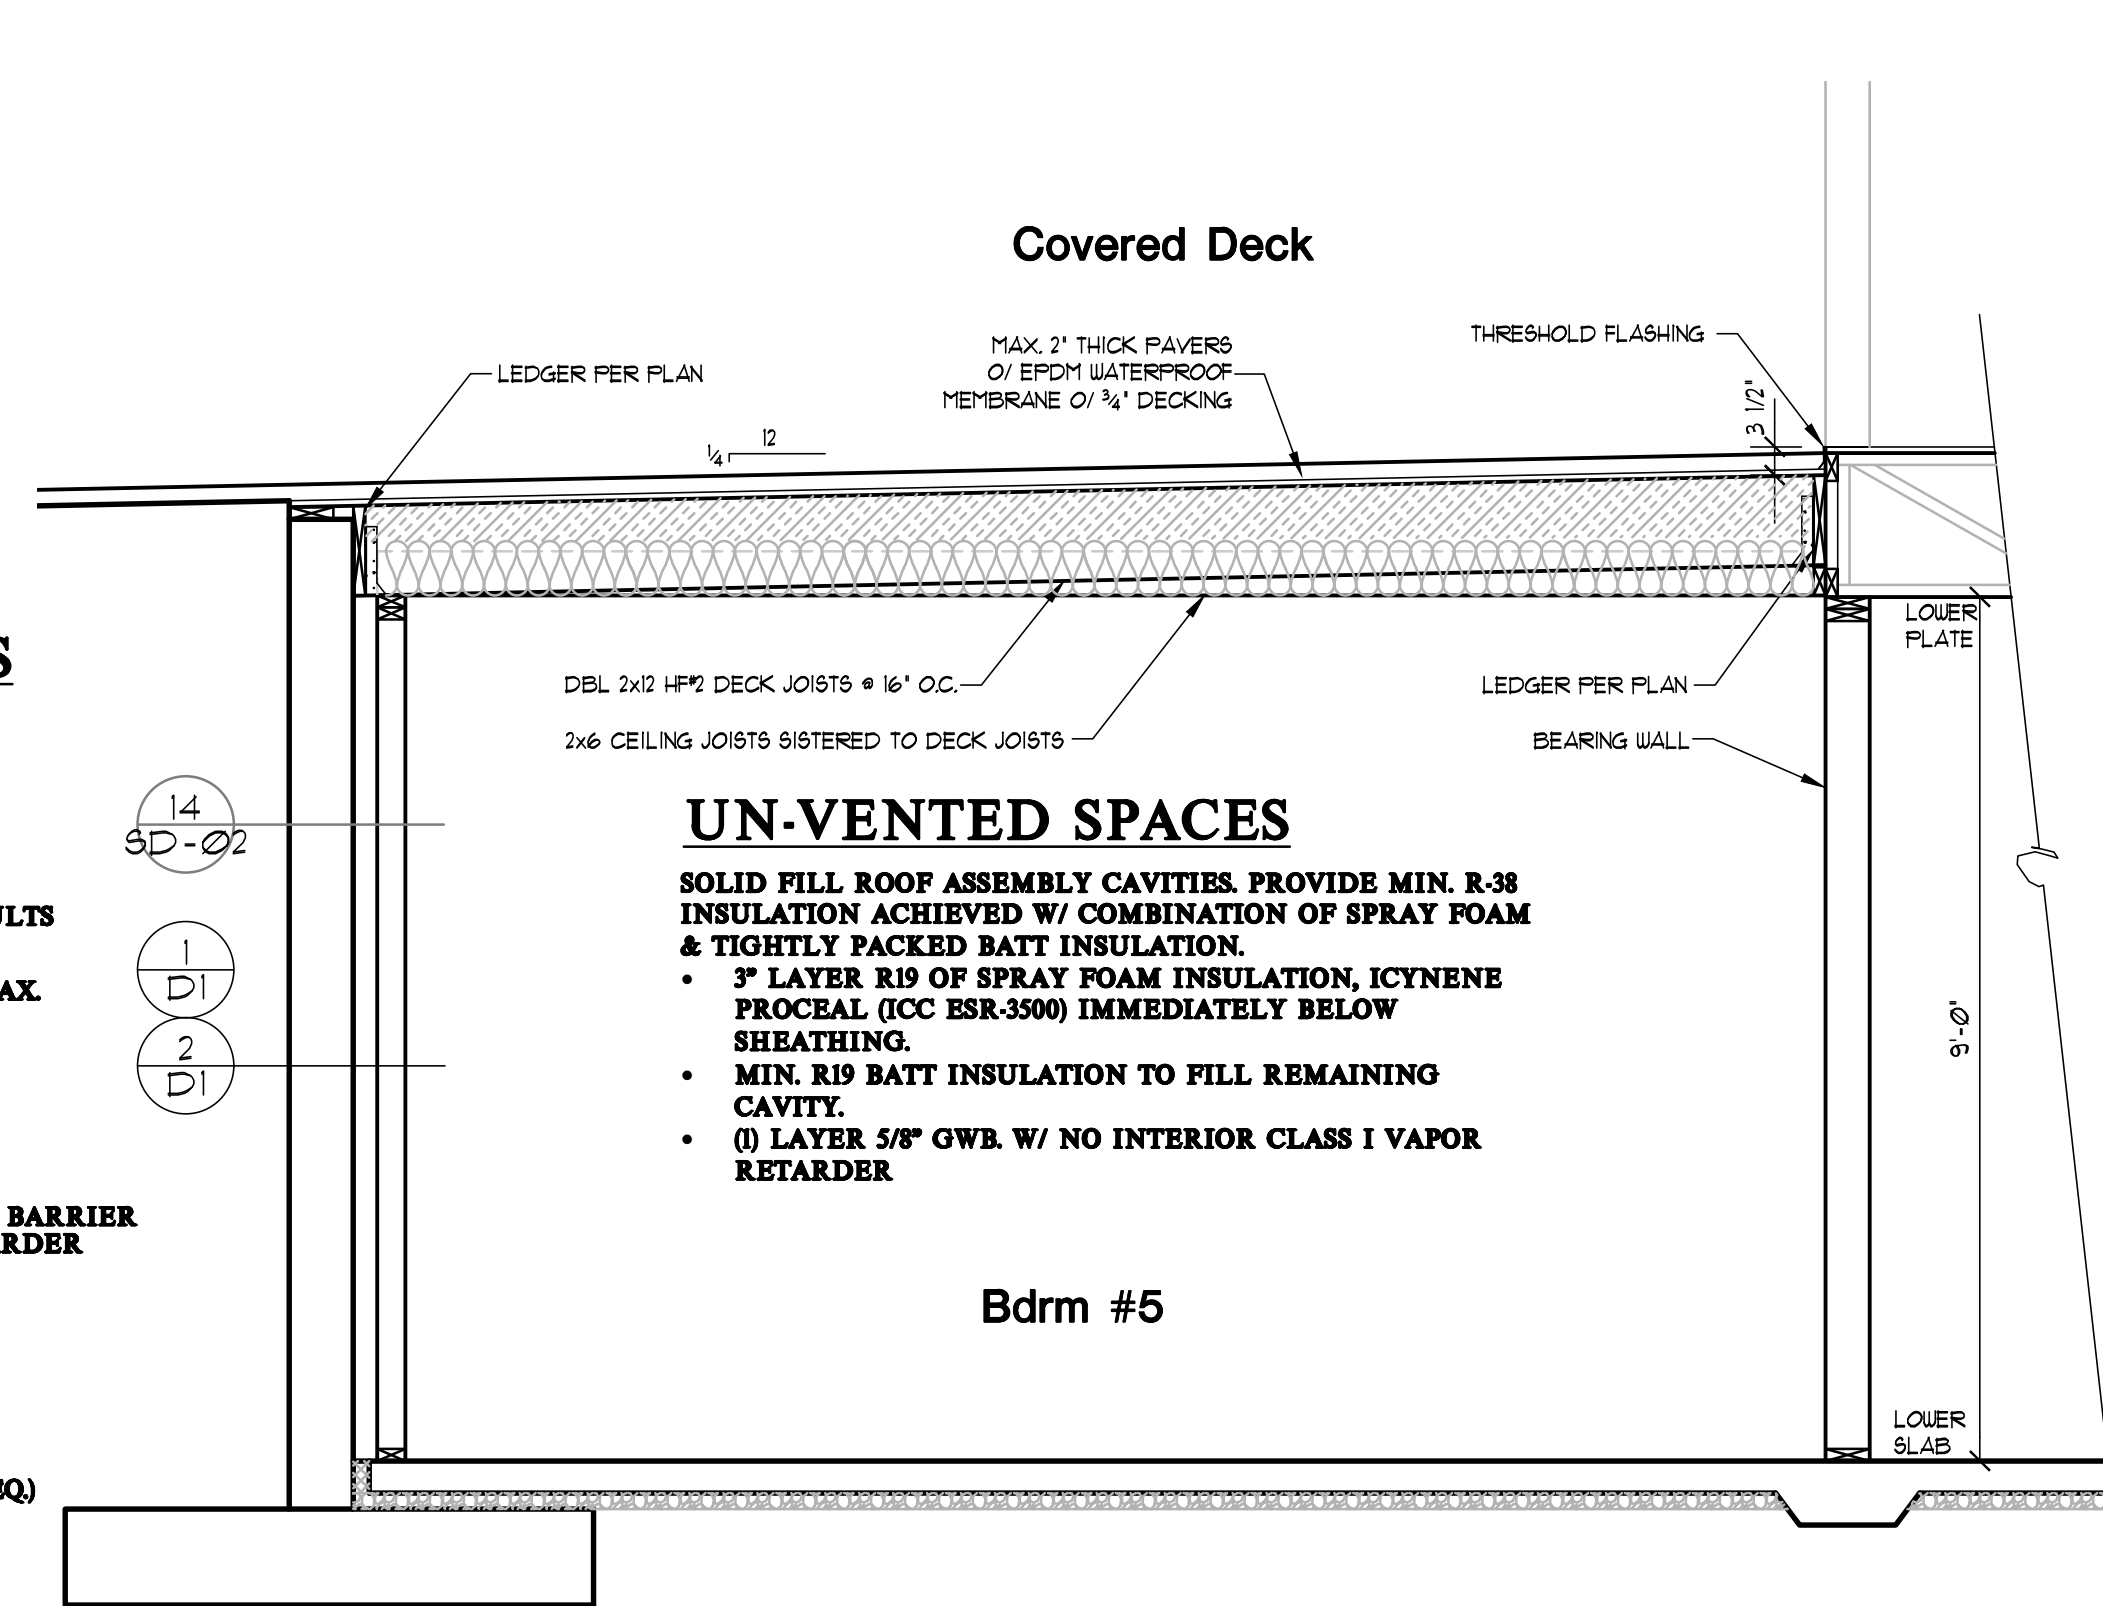 Covered Deck
THRESHOLD FLASHING
MAX. 2" THICK PAVERS
O/ EPDM WATERPROOF
MEMBRANE O/ ¾" DECKING
LEDGER PER PLAN
3 1/2"
12
¼
LOWER
PLATE
S
DBL 2x12 HF#2 DECK JOISTS @ 16" O.C.
LEDGER PER PLAN
2x6 CEILING JOISTS SISTERED TO DECK JOISTS
BEARING WALL
14
SD-Ø2
UN-VENTED SPACES
SOLID FILL ROOF ASSEMBLY CAVITIES. PROVIDE MIN. R-38
INSULATION ACHIEVED W/ COMBINATION OF SPRAY FOAM
& TIGHTLY PACKED BATT INSULATION.
• 3" LAYER R19 OF SPRAY FOAM INSULATION, ICYNENE
PROCEAL (ICC ESR-3500) IMMEDIATELY BELOW
SHEATHING.
• MIN. R19 BATT INSULATION TO FILL REMAINING
CAVITY.
• (1) LAYER 5/8" GWB. W/ NO INTERIOR CLASS I VAPOR
RETARDER
ULTS
1
D1
AX.
2
D1
9'-Ø"
BARRIER
RDER
Bdrm #5
LOWER
SLAB
EQ.)